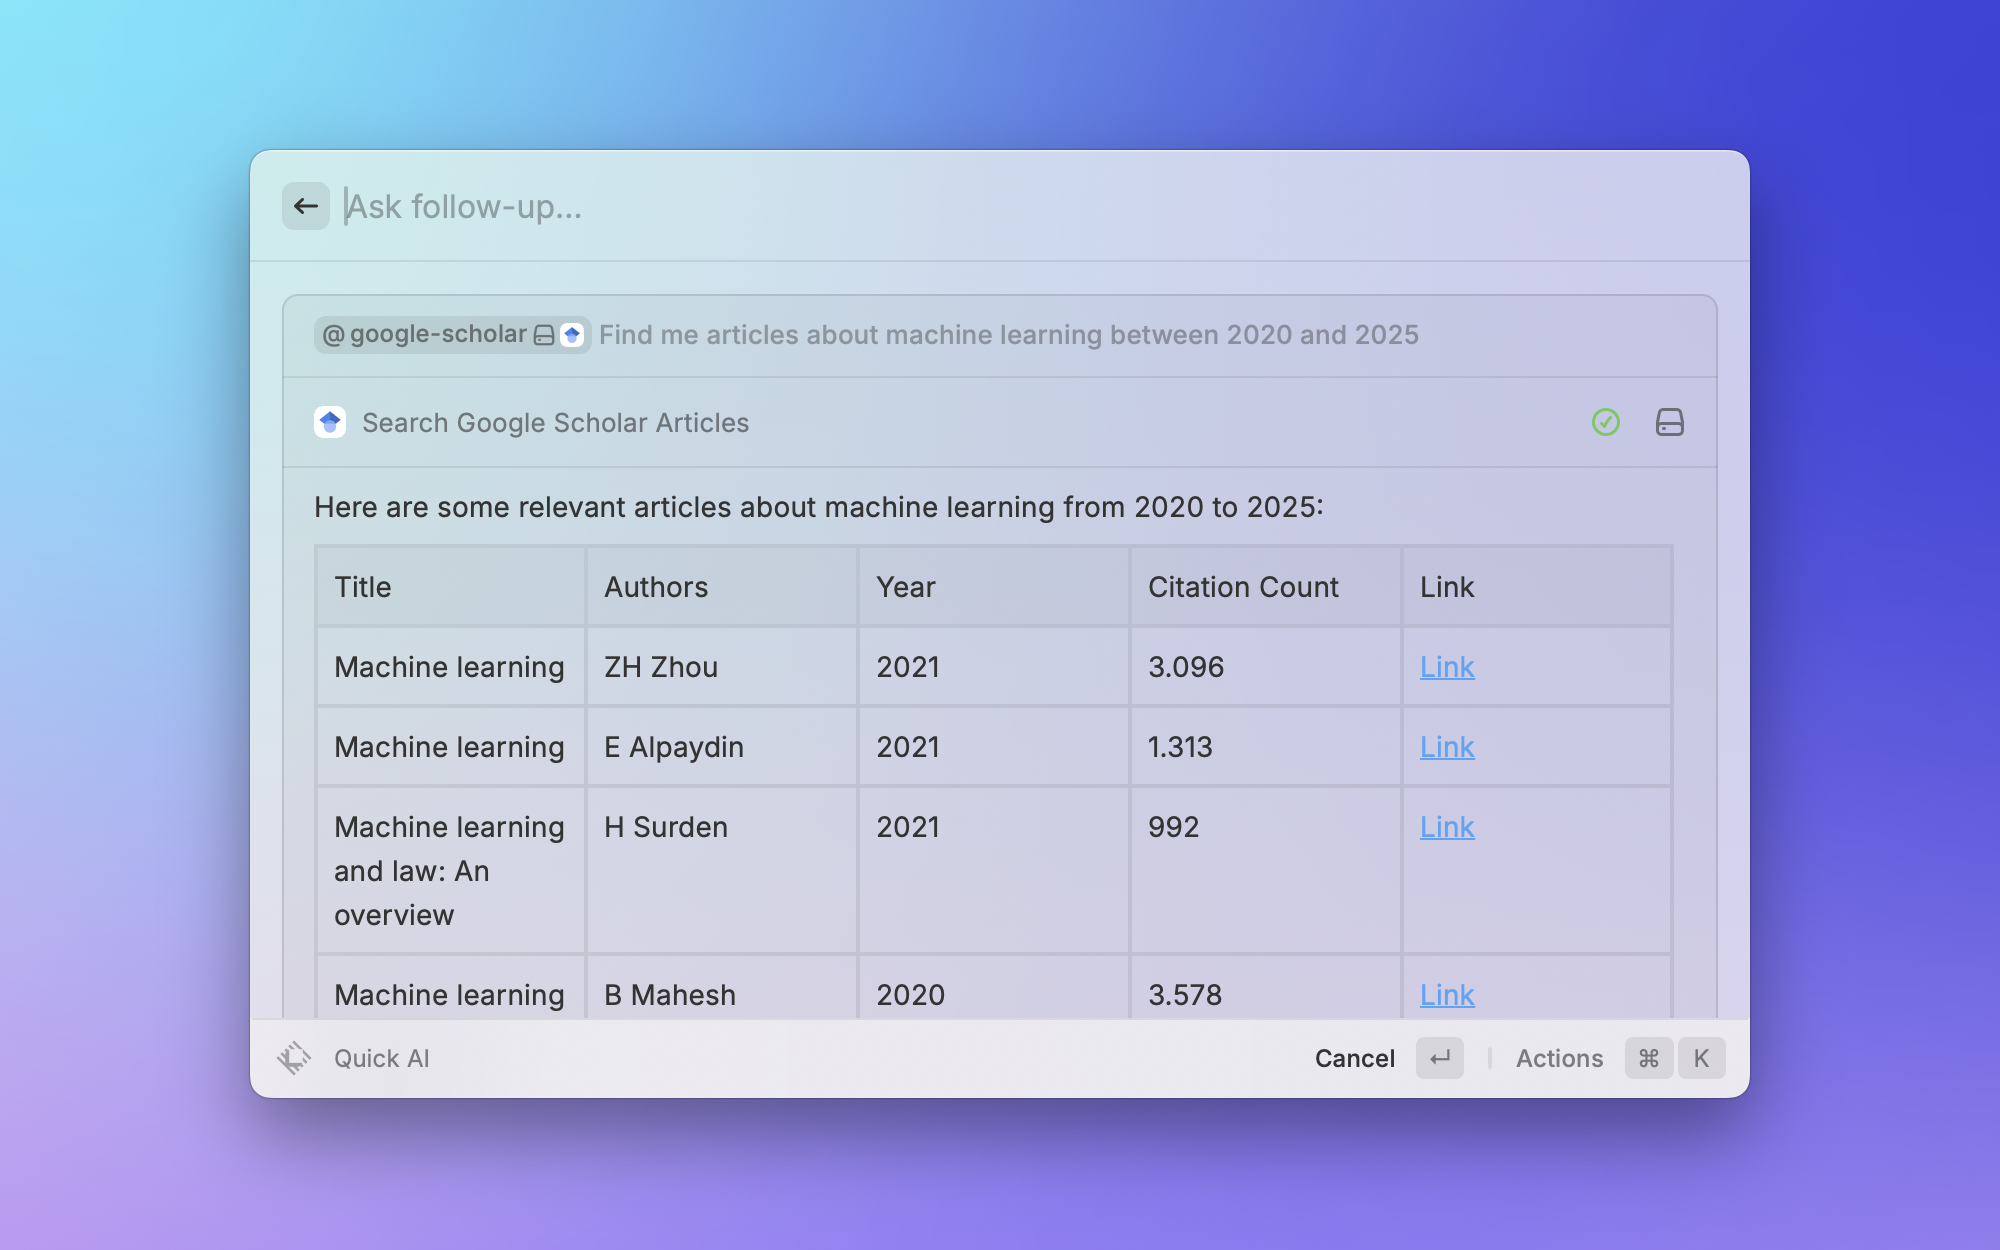 Ask follow-up...
@google-scholar Find me articles about machine learning between 2020 and 2025
Search Google Scholar Articles
Here are some relevant articles about machine learning from 2020 to 2025:
Title Authors Year Citation Count Link
Machine learning ZH Zhou 2021 3.096 Link
Machine learning E Alpaydin 2021 1.313 Link
Machine learning H Surden 2021 992 Link
and law: An
overview
Machine learning B Mahesh 2020 3.578 Link
Quick AI Cancel ↵ Actions ⌘ K